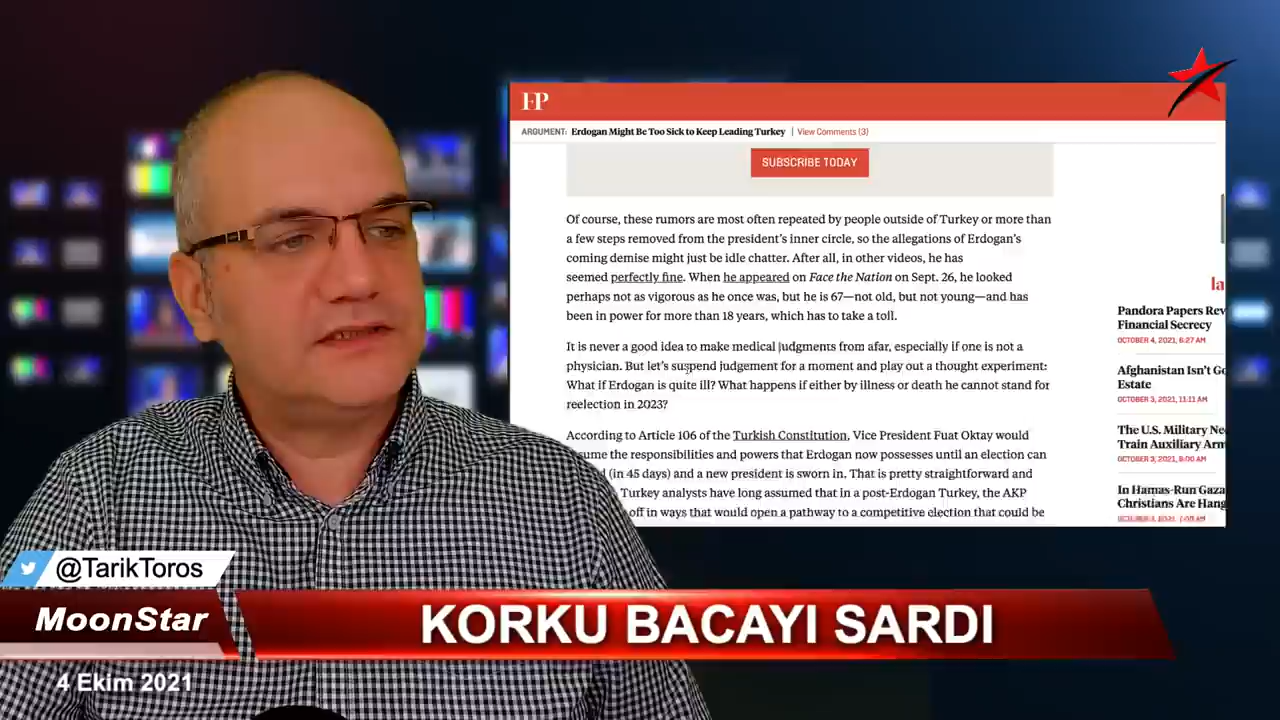 FP
ARGUMENT: Erdogan Might Be Too Sick to Keep Leading Turkey | View Comments (3)
SUBSCRIBE TODAY
Of course, these rumors are most often repeated by people outside of Turkey or more than
a few steps removed from the president's inner circle, so the allegations of Erdogan's
coming demise might just be idle chatter. After all, in other videos, he has
seemed perfectly fine. When he appeared on Face the Nation on Sept. 26, he looked
perhaps not as vigorous as he once was, but he is 67—not old, but not young—and has
been in power for more than 18 years, which has to take a toll.
It is never a good idea to make medical judgments from afar, especially if one is not a
physician. But let's suspend judgement for a moment and play out a thought experiment:
What if Erdogan is quite ill? What happens if either by illness or death he cannot stand for
reelection in 2023?
According to Article 106 of the Turkish Constitution, Vice President Fuat Oktay would
sume the responsibilities and powers that Erdogan now possesses until an election can
d (in 45 days) and a new president is sworn in. That is pretty straightforward and
Turkey analysts have long assumed that in a post-Erdogan Turkey, the AKP
off in ways that would open a pathway to a competitive election that could be
la
Pandora Papers Rev
Financial Secrecy
OCTOBER 4, 2021, 6:27 AM
Afghanistan Isn't Go
Estate
OCTOBER 3, 2021, 11:11 AM
The U.S. Military Ne
Train Auxiliary Arm
OCTOBER 3, 2021, 8:00 AM
In Hamas-Run Gaza
Christians Are Hang
@TarikToros
MoonStar
KORKU BACAYI SARDI
4 Ekim 2021